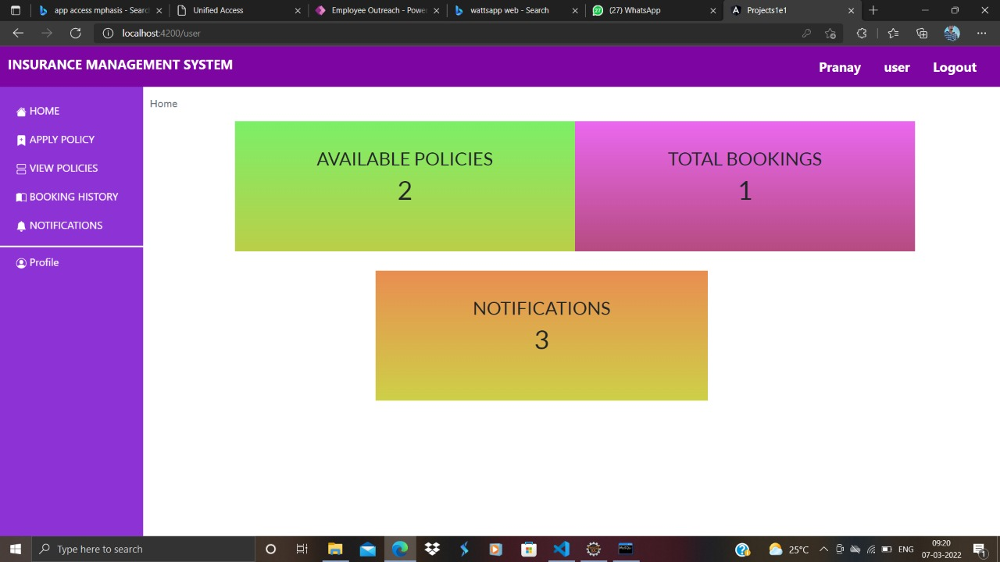 app access mphasis - Searc
Unified Access
Employee Outreach - Powe
wattsapp web - Search
(27) WhatsApp
Projects1e1
localhost:4200/user
INSURANCE MANAGEMENT SYSTEM
Pranay user Logout
HOME
APPLY POLICY
VIEW POLICIES
BOOKING HISTORY
NOTIFICATIONS
Profile
Home
AVAILABLE POLICIES
2
TOTAL BOOKINGS
1
NOTIFICATIONS
3
Type here to search
25°C
ENG
09:20
07-03-2022